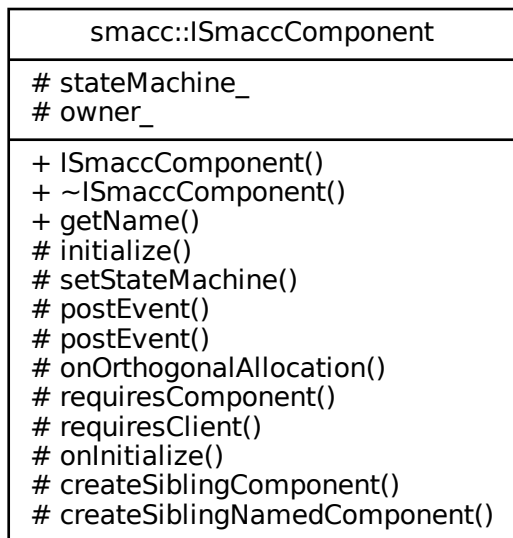 smacc::ISmaccComponent
# stateMachine_
# owner_
+ ISmaccComponent()
+ ~ISmaccComponent()
+ getName()
# initialize()
# setStateMachine()
# postEvent()
# postEvent()
# onOrthogonalAllocation()
# requiresComponent()
# requiresClient()
# onInitialize()
# createSiblingComponent()
# createSiblingNamedComponent()